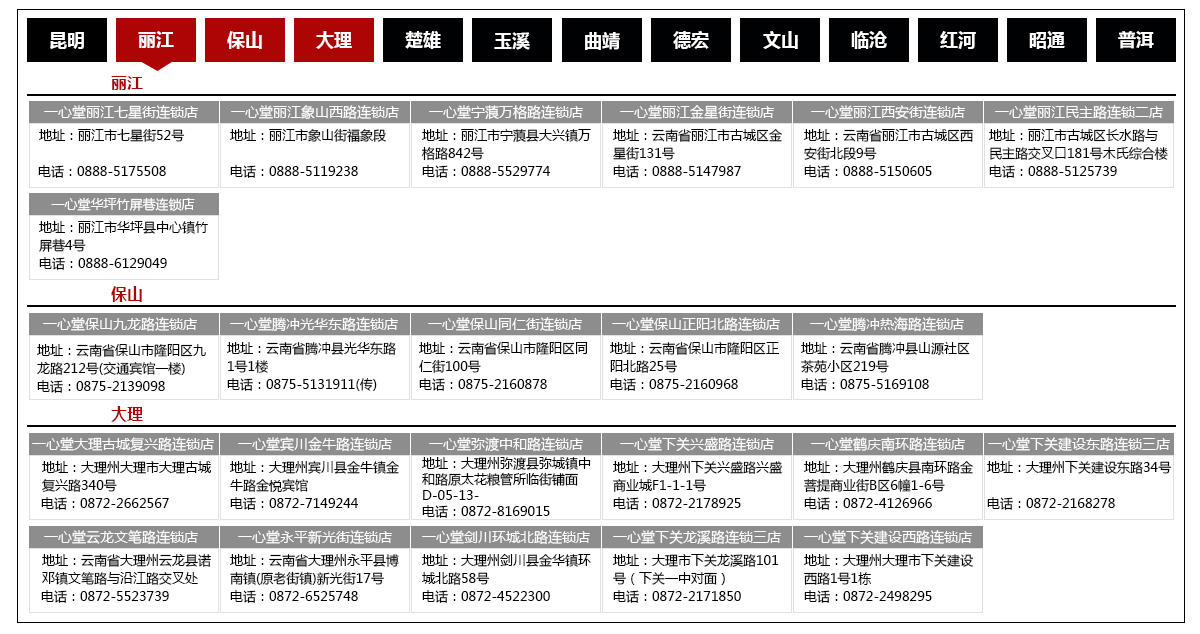 昆明 丽江 保山 大理 楚雄 玉溪 曲靖 德宏 文山 临沧 红河 昭通 普洱
丽江
一心堂丽江七星街连锁店
地址：丽江市七星街52号
电话：0888-5175508
一心堂丽江象山西路连锁店
地址：丽江市象山街福象段
电话：0888-5119238
一心堂宁蒗万格路连锁店
地址：丽江市宁蒗县大兴镇万
格路842号
电话：0888-5529774
一心堂丽江金星街连锁店
地址：云南省丽江市古城区金
星街131号
电话：0888-5147987
一心堂丽江西安街连锁店
地址：云南省丽江市古城区西
安街北段9号
电话：0888-5150605
一心堂丽江民主路连锁二店
地址：丽江市古城区长水路与
民主路交叉口181号木氏综合楼
电话：0888-5125739
一心堂华坪竹屏巷连锁店
地址：丽江市华坪县中心镇竹
屏巷4号
电话：0888-6129049
保山
一心堂保山九龙路连锁店
地址：云南省保山市隆阳区九
龙路212号(交通宾馆一楼)
电话：0875-2139098
一心堂腾冲光华东路连锁店
地址：云南省腾冲县光华东路
1号1楼
电话：0875-5131911(传)
一心堂保山同仁街连锁店
地址：云南省保山市隆阳区同
仁街100号
电话：0875-2160878
一心堂保山正阳北路连锁店
地址：云南省保山市隆阳区正
阳北路25号
电话：0875-2160968
一心堂腾冲热海路连锁店
地址：云南省腾冲县山源社区
茶苑小区219号
电话：0875-5169108
大理
一心堂大理古城复兴路连锁店
地址：大理州大理市大理古城
复兴路340号
电话：0872-2662567
一心堂宾川金牛路连锁店
地址：大理州宾川县金牛镇金
牛路金悦宾馆
电话：0872-7149244
一心堂弥渡中和路连锁店
地址：大理州弥渡县弥城镇中
和路原太花粮管所临街铺面
D-05-13-
电话：0872-8169015
一心堂下关兴盛路连锁店
地址：大理州下关兴盛路兴盛
商业城F1-1-1号
电话：0872-2178925
一心堂鹤庆南环路连锁店
地址：大理州鹤庆县南环路金
菩提商业街B区6幢1-6号
电话：0872-4126966
一心堂下关建设东路连锁三店
地址：大理州下关建设东路34号
电话：0872-2168278
一心堂云龙文笔路连锁店
地址：云南省大理州云龙县诺
邓镇文笔路与沿江路交叉处
电话：0872-5523739
一心堂永平新光街连锁店
地址：云南省大理州永平县博
南镇(原老街镇)新光街17号
电话：0872-6525748
一心堂剑川环城北路连锁店
地址：大理州剑川县金华镇环
城北路58号
电话：0872-4522300
一心堂下关龙溪路连锁三店
地址：大理市下关龙溪路101
号（下关一中对面）
电话：0872-2171850
一心堂下关建设西路连锁店
地址：大理州大理市下关建设
西路1号1栋
电话：0872-2498295